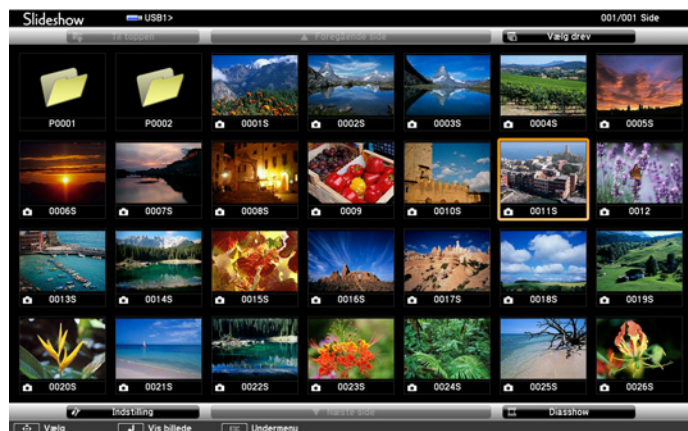 Slideshow USB1> 001/001 Side
Til toppen ▲ Foregående side Vælg drev
P0001 P0002 0001S 0002S 0003S 0004S 0005S
0006S 0007S 0008S 0009 0010S 0011S 0012
0013S 0014S 0015S 0016S 0017S 0018S 0019S
0020S 0021S 0022S 0023S 0024S 0025S 0026S
Indstilling ▼ Næste side Diasshow
Vælg Vis billede ESC Undermenu